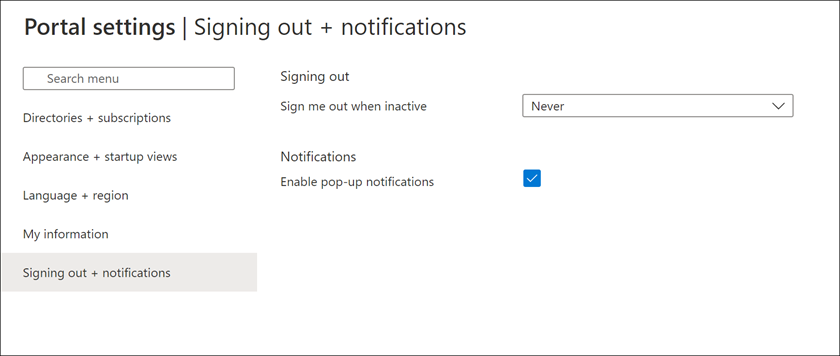 Portal settings | Signing out + notifications
Search menu
Directories + subscriptions
Appearance + startup views
Language + region
My information
Signing out + notifications
Signing out
Sign me out when inactive
Never
Notifications
Enable pop-up notifications